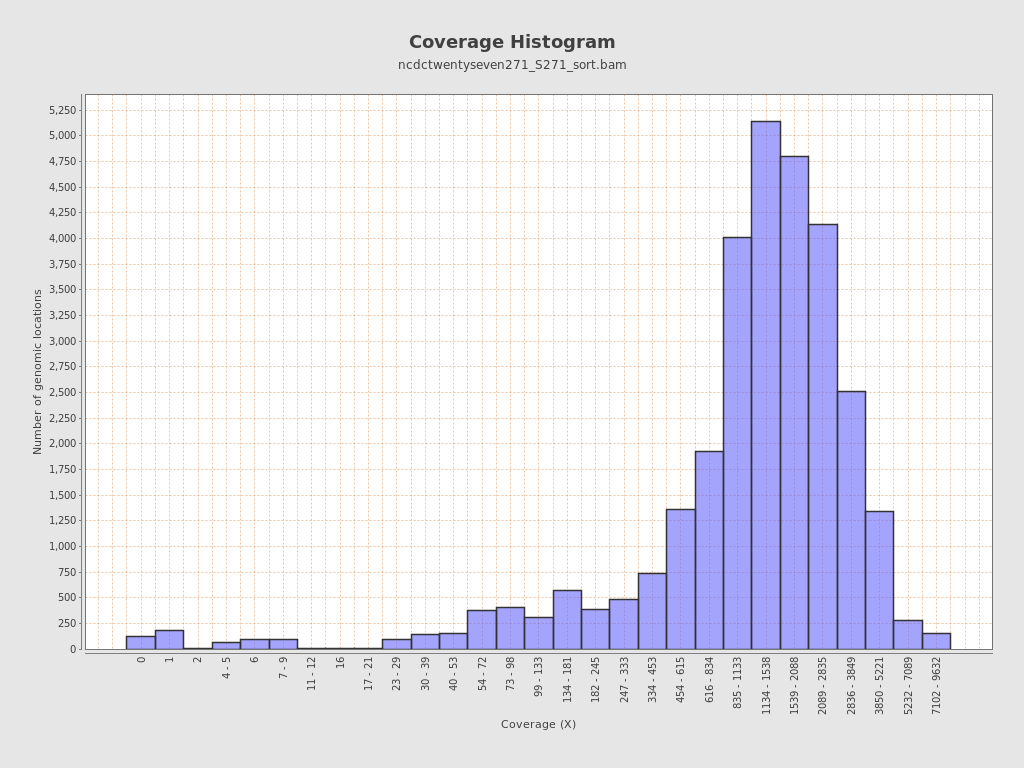 Coverage Histogram
ncdctwentyseven271_S271_sort.bam
Number of genomic locations
5,250
5,000
4,750
4,500
4,250
4,000
3,750
3,500
3,250
3,000
2,750
2,500
2,250
2,000
1,750
1,500
1,250
1,000
750
500
250
0
0
1
2
4 - 5
6
7 - 9
11 - 12
16
17 - 21
23 - 29
30 - 39
40 - 53
54 - 72
73 - 98
99 - 133
134 - 181
182 - 245
247 - 333
334 - 453
454 - 615
616 - 834
835 - 1133
1134 - 1538
1539 - 2088
2089 - 2835
2836 - 3849
3850 - 5221
5232 - 7089
7102 - 9632
Coverage (X)